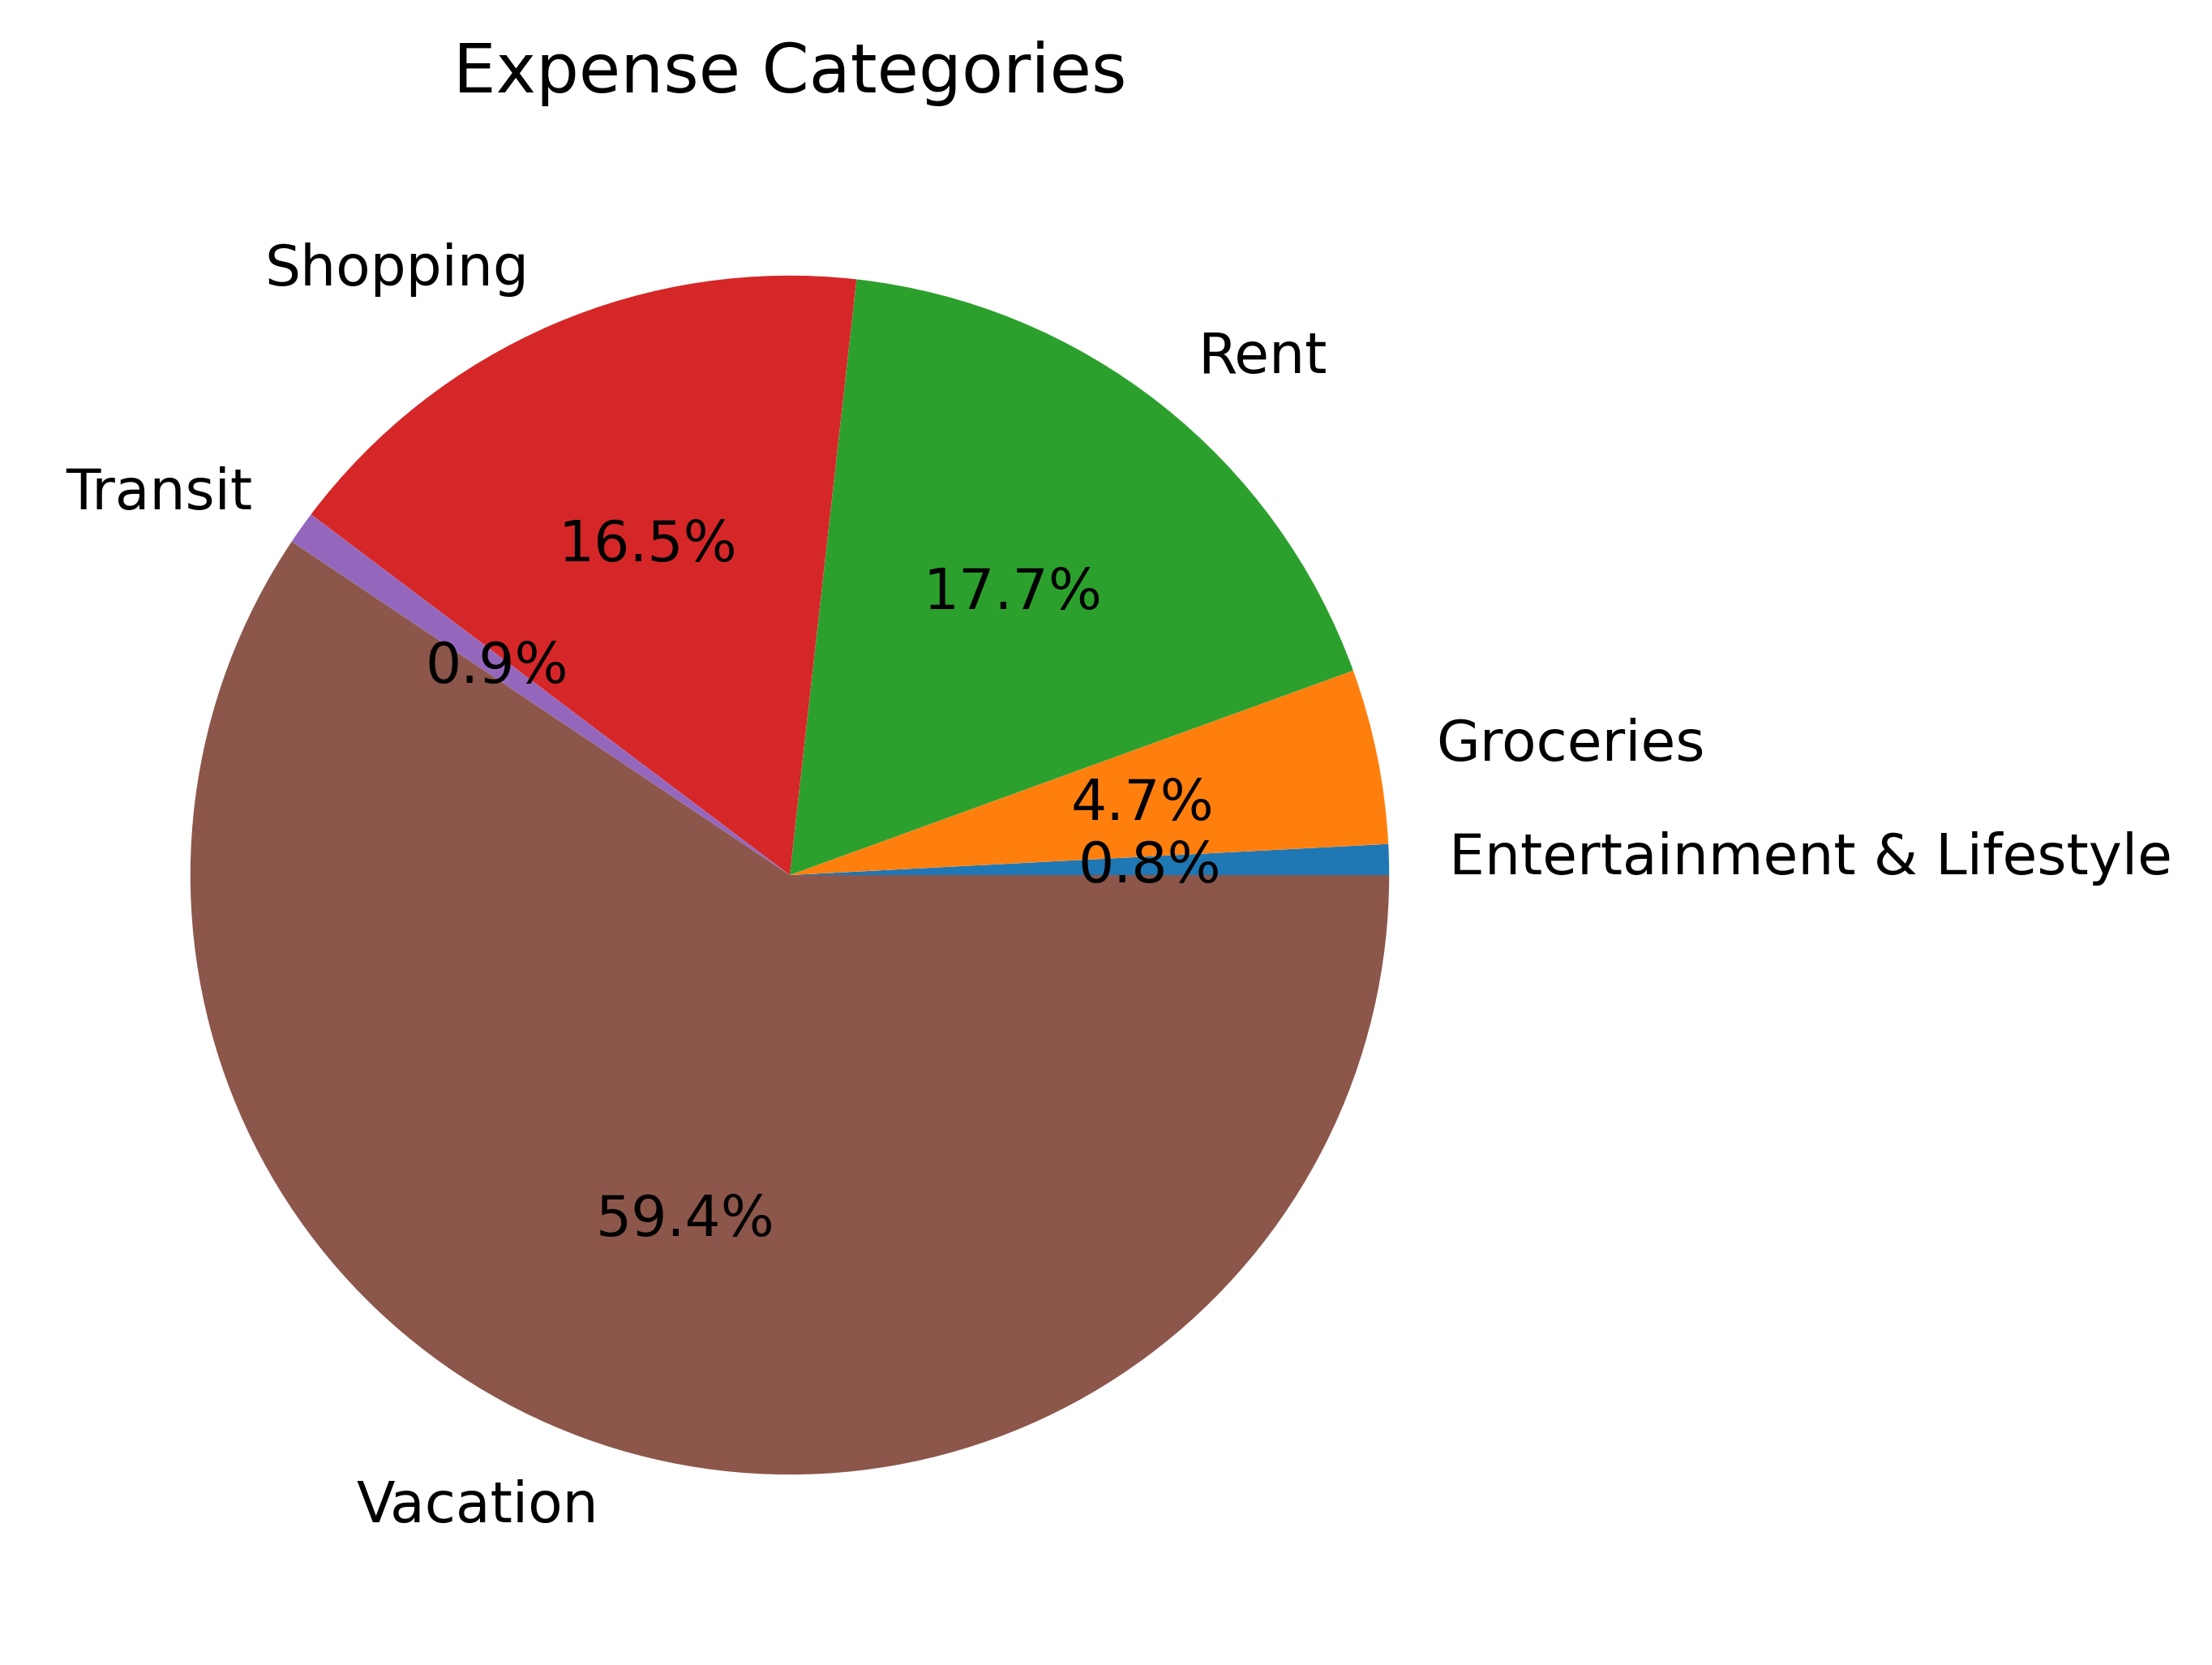 Expense Categories
Shopping
Rent
Transit
16.5%
17.7%
0.9%
Groceries
4.7%
Entertainment & Lifestyle
0.8%
59.4%
Vacation